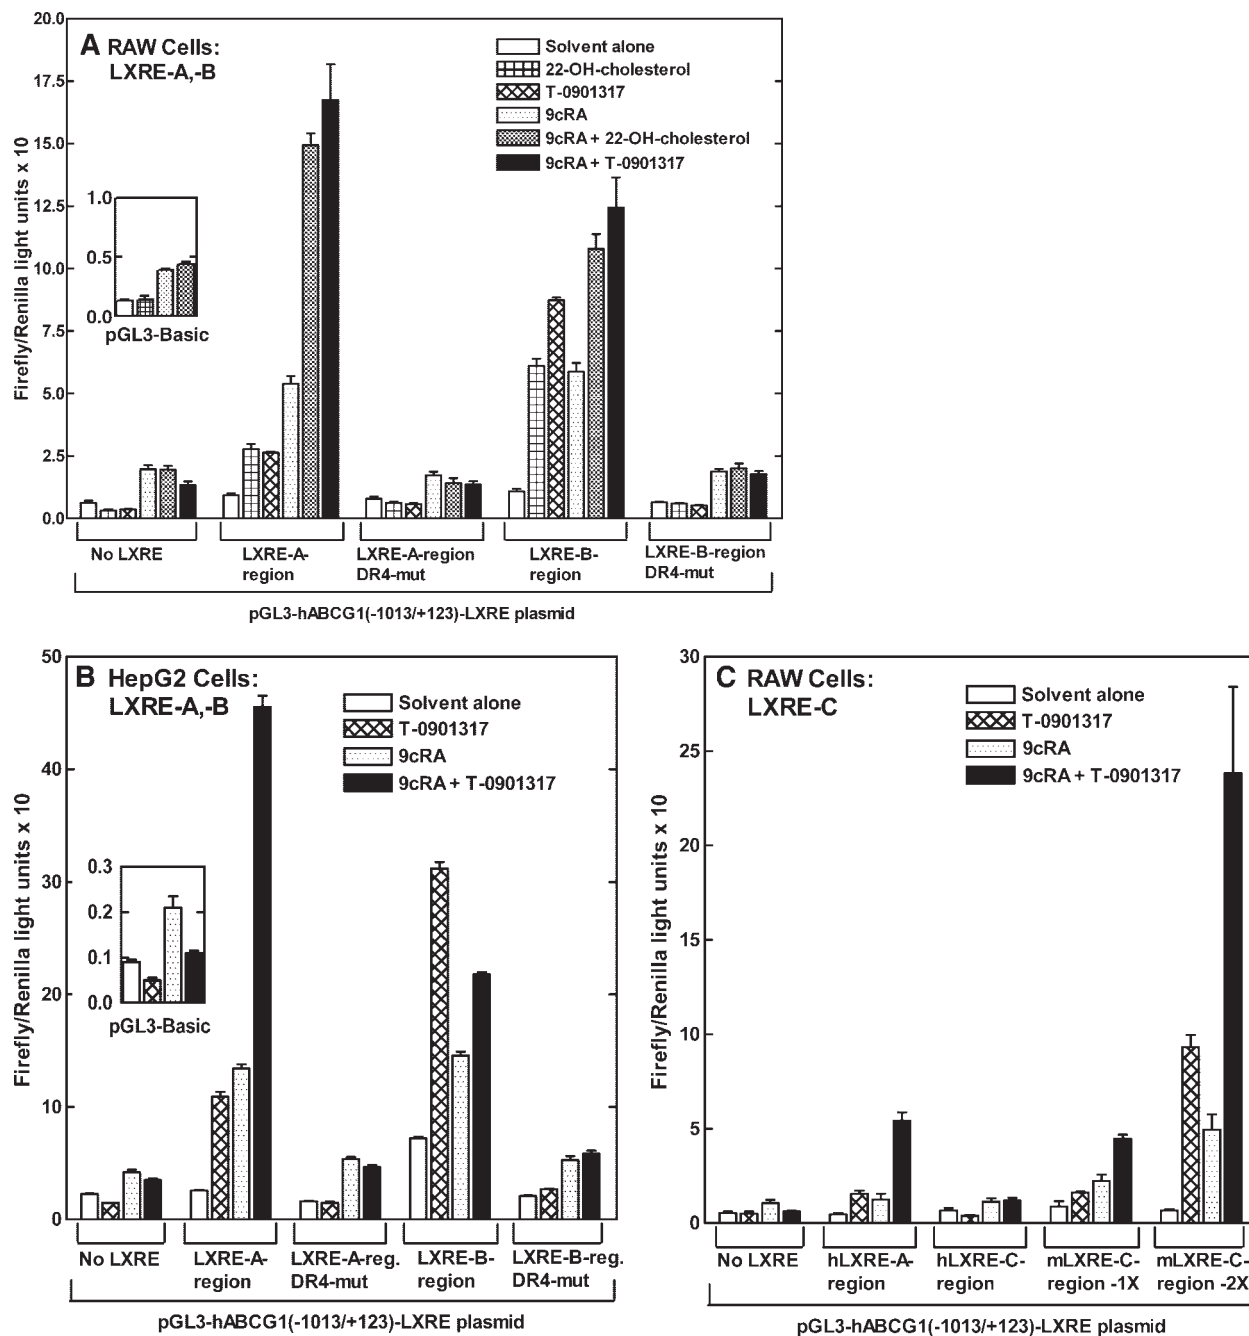 A RAW Cells:
LXRE-A,-B
Solvent alone
22-OH-cholesterol
T-0901317
9cRA
9cRA + 22-OH-cholesterol
9cRA + T-0901317
Firefly/Renilla light units x 10
20.0
17.5
15.0
12.5
10.0
7.5
5.0
2.5
0.0
1.0
0.5
0.0
pGL3-Basic
No LXRE
LXRE-A-
region
LXRE-A-region
DR4-mut
LXRE-B-
region
LXRE-B-region
DR4-mut
pGL3-hABCG1(-1013/+123)-LXRE plasmid
B HepG2 Cells:
LXRE-A,-B
Solvent alone
T-0901317
9cRA
9cRA + T-0901317
Firefly/Renilla light units x 10
50
40
30
20
10
0
0.3
0.2
0.1
0.0
pGL3-Basic
No LXRE
LXRE-A-
region
LXRE-A-reg.
DR4-mut
LXRE-B-
region
LXRE-B-reg.
DR4-mut
pGL3-hABCG1(-1013/+123)-LXRE plasmid
C RAW Cells:
LXRE-C
Solvent alone
T-0901317
9cRA
9cRA + T-0901317
Firefly/Renilla light units x 10
30
25
20
15
10
5
0
No LXRE
hLXRE-A-
region
hLXRE-C-
region
mLXRE-C-
region -1X
mLXRE-C-
region -2X
pGL3-hABCG1(-1013/+123)-LXRE plasmid